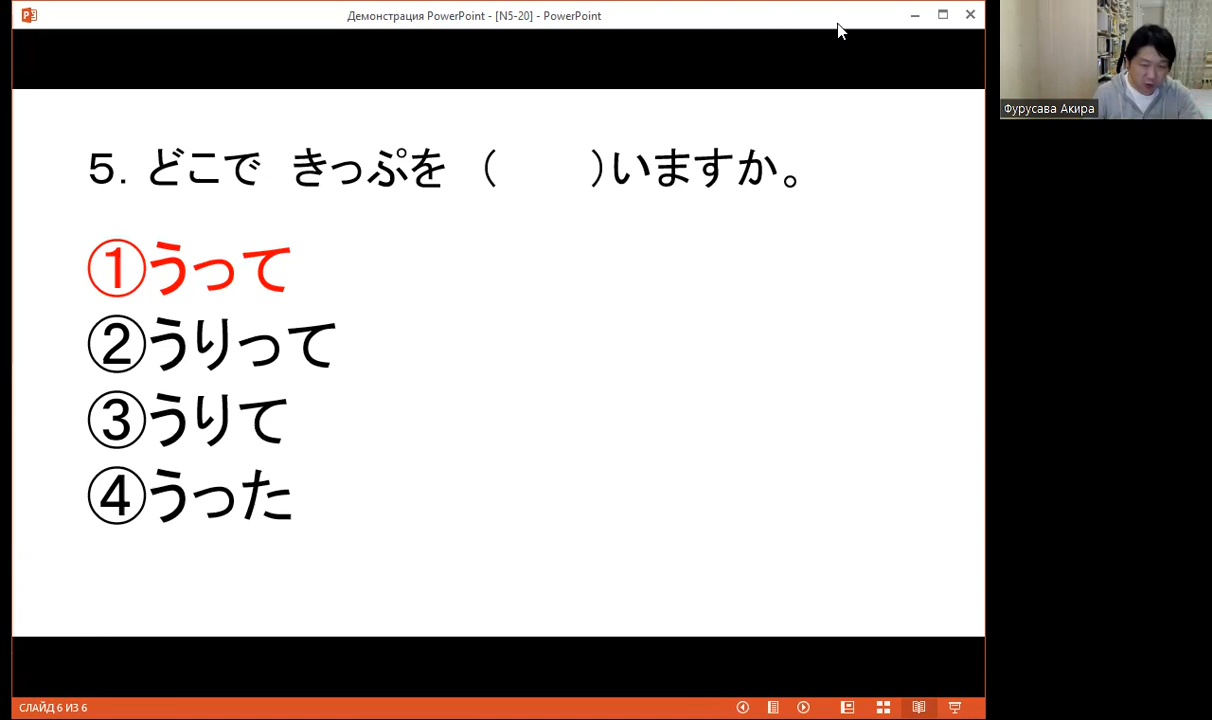 Демонстрация PowerPoint - [N5-20] - PowerPoint
Фурусава Акира
５．どこで　きっぷを　（　　）いますか。
①うって
②うりって
③うりて
④うった
СЛАЙД 6 ИЗ 6